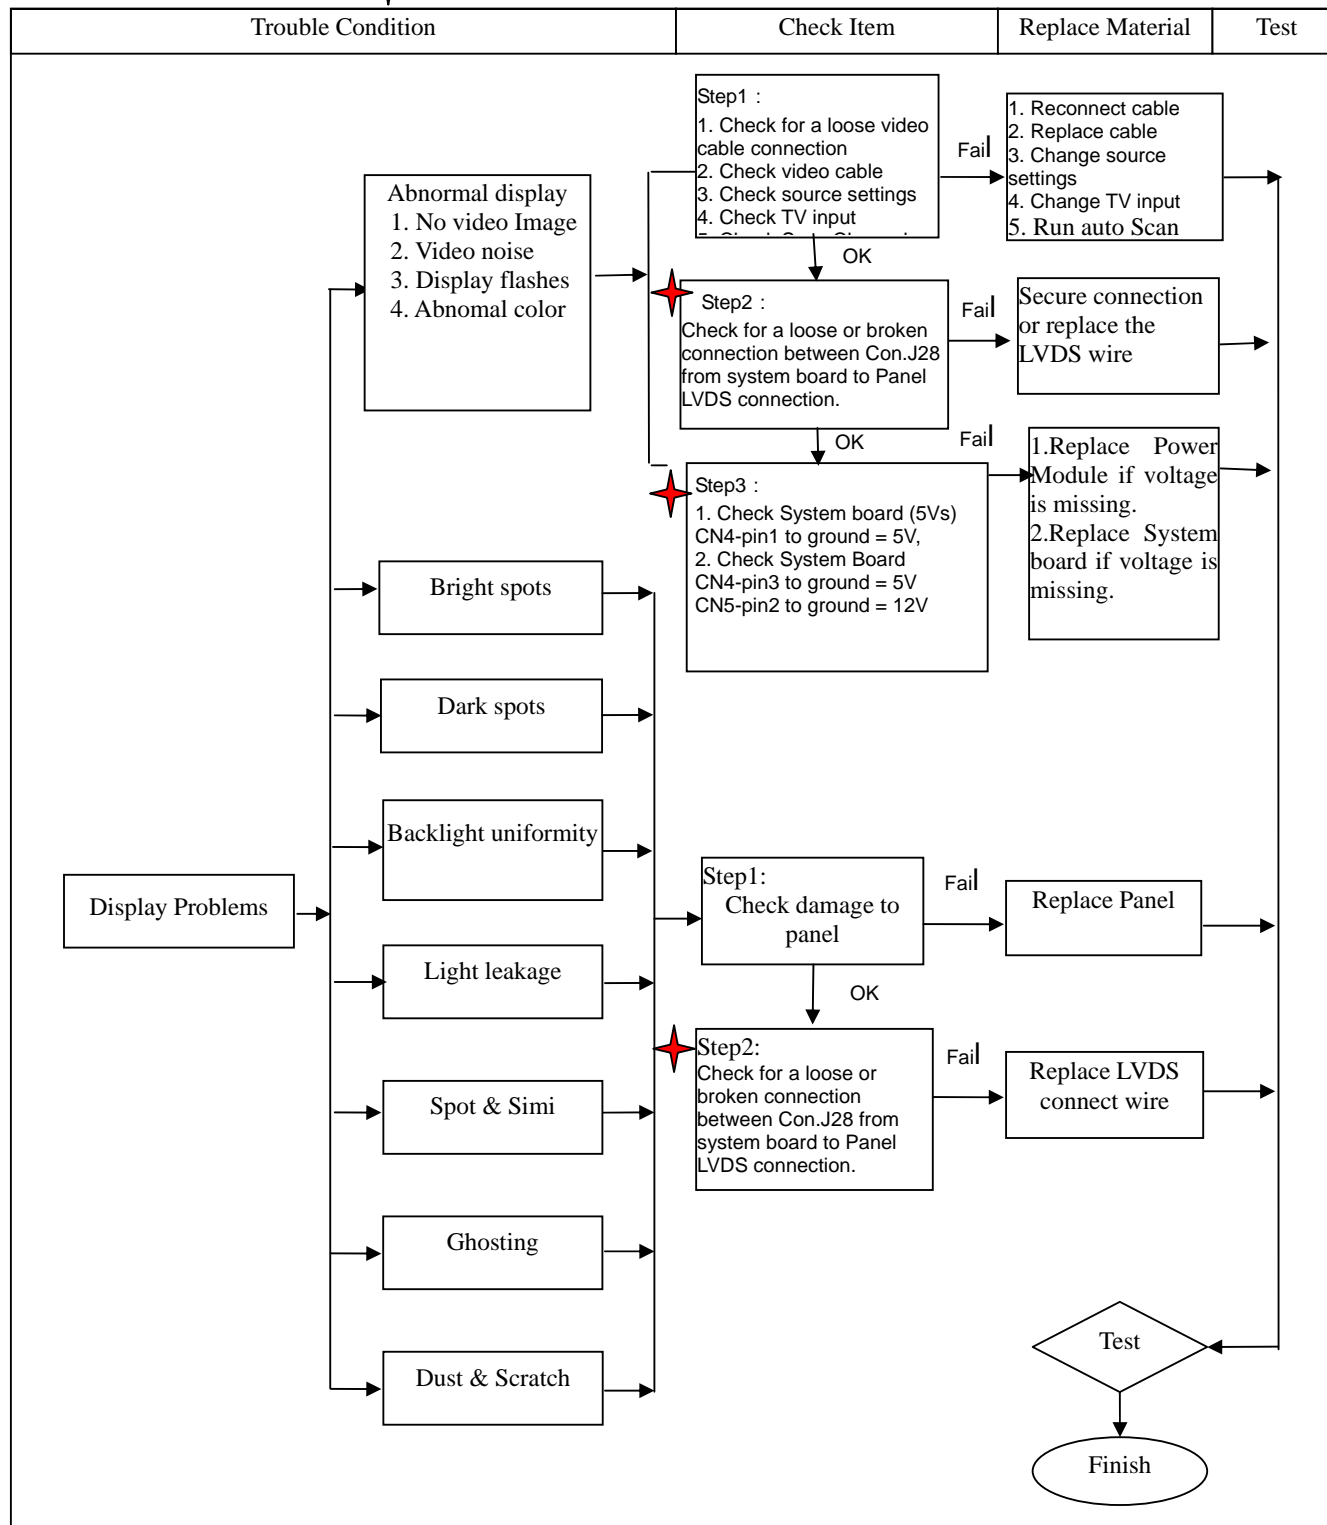 Trouble Condition
Check Item
Replace Material
Test
Step1 :
1. Check for a loose video
cable connection
2. Check video cable
3. Check source settings
4. Check TV input
Fail
1. Reconnect cable
2. Replace cable
3. Change source
settings
4. Change TV input
5. Run auto Scan
Abnormal display
1. No video Image
2. Video noise
3. Display flashes
4. Abnomal color
OK
Step2 :
Check for a loose or broken
connection between Con.J28
from system board to Panel
LVDS connection.
Fail
Secure connection
or replace the
LVDS wire
OK
Fail
Step3 :
1. Check System board (5Vs)
CN4-pin1 to ground = 5V,
2. Check System Board
CN4-pin3 to ground = 5V
CN5-pin2 to ground = 12V
1.Replace Power
Module if voltage
is missing.
2.Replace System
board if voltage is
missing.
Bright spots
Dark spots
Backlight uniformity
Display Problems
Light leakage
Spot & Simi
Ghosting
Dust & Scratch
Step1:
Check damage to
panel
Fail
Replace Panel
OK
Step2:
Check for a loose or
broken connection
between Con.J28 from
system board to Panel
LVDS connection.
Fail
Replace LVDS
connect wire
Test
Finish